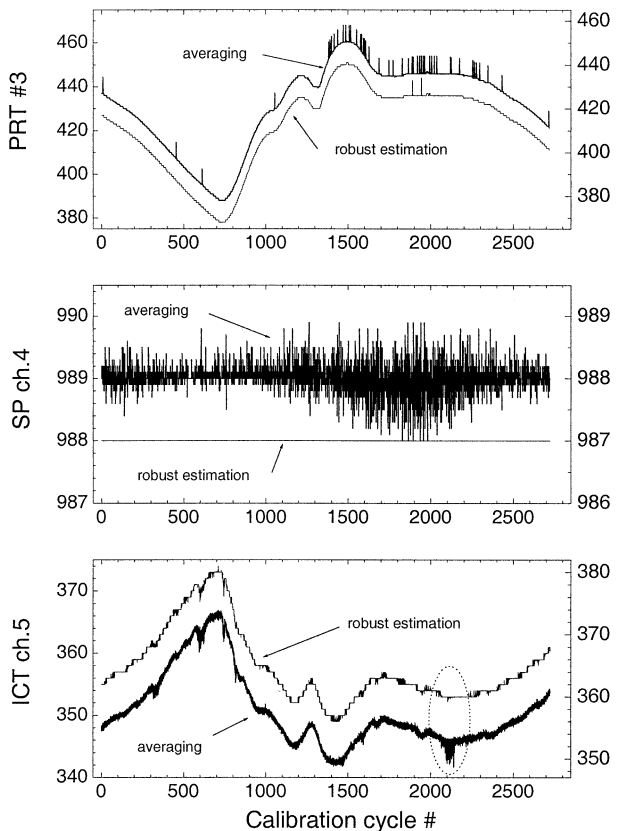 460
440
420
400
380
PRT #3
averaging
robust estimation
460
440
420
400
380
0 500 1000 1500 2000 2500
990
989
988
987
SP ch.4
averaging
robust estimation
989
988
987
986
0 500 1000 1500 2000 2500
370
360
350
340
ICT ch.5
robust estimation
averaging
380
370
360
350
0 500 1000 1500 2000 2500
Calibration cycle #